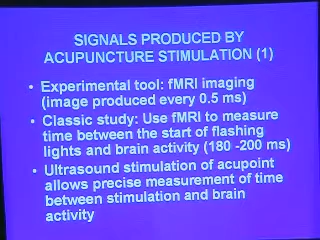 SIGNALS PRODUCED BY
ACUPUNCTURE STIMULATION (1)
• Experimental tool: fMRI imaging
(image produced every 0.5 ms)
• Classic study: Use fMRI to measure
time between the start of flashing
lights and brain activity (180 -200 ms)
• Ultrasound stimulation of acupoint
allows precise measurement of time
between stimulation and brain
activity